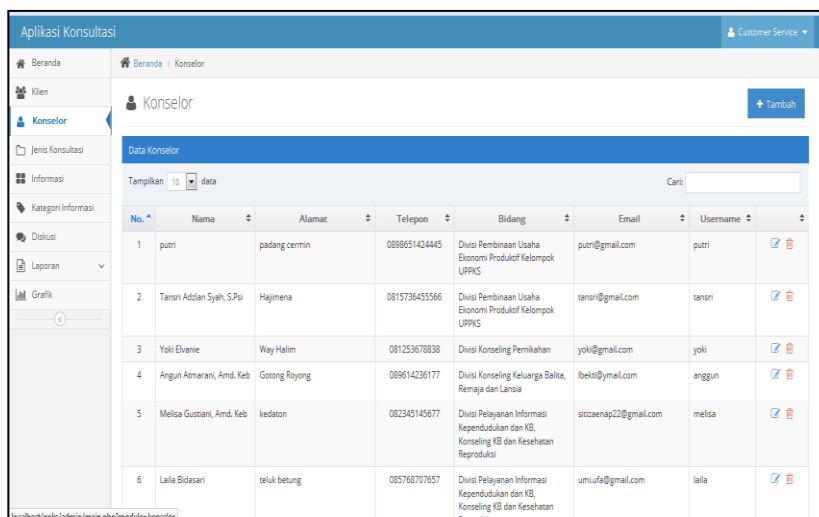 Aplikasi Konsultasi
Customer Service
Beranda
Klien
Konselor
Jenis Konsultasi
Informasi
Kategori Informasi
Diskusi
Laporan
Grafik
Beranda > Konselor
Konselor
+ Tambah
Data Konselor
Tampilkan 10 data
Cari:
No. Nama Alamat Telepon Bidang Email Username
1 putri padang cermin 0898651424445 Divisi Pembinaan Usaha putri@gmail.com putri
Ekonomi Produktif Kelompok
UPPKS
2 Tansri Adzlan Syah, S.Psi Hajimena 0815736455566 Divisi Pembinaan Usaha tansri@gmail.com tansri
Ekonomi Produktif Kelompok
UPPKS
3 Yoki Elvanie Way Halim 081253678838 Divisi Konseling Pernikahan yoki@gmail.com yoki
4 Angun Atmarani, Amd. Keb Gotong Royong 089614236177 Divisi Konseling Keluarga Balita, lbekti@ymail.com anggun
Remaja dan Lansia
5 Melisa Gustiani, Amd. Keb kedaton 082345145677 Divisi Pelayanan Informasi sitizaenap22@gmail.com melisa
Kependudukan dan KB,
Konseling KB dan Kesehatan
Reproduksi
6 Laila Bidasari teluk betung 085768707657 Divisi Pelayanan Informasi umi.ufa@gmail.com laila
Kependudukan dan KB,
Konseling KB dan Kesehatan